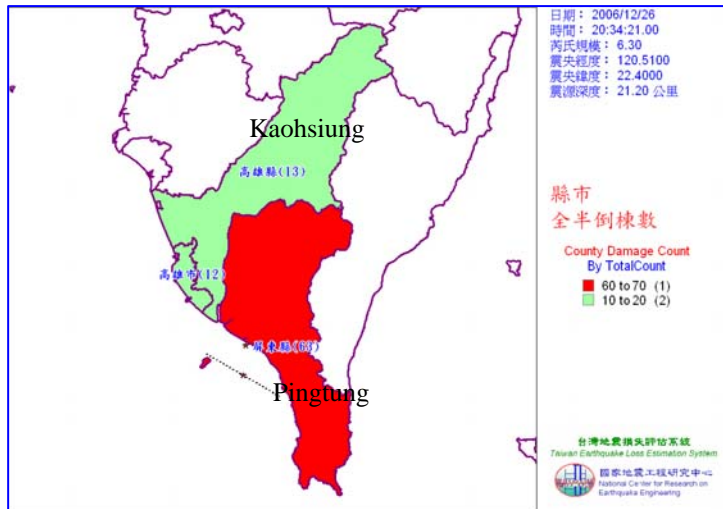 日期：2006/12/26
時間：20:34:21.00
芮氏規模：6.30
震央經度：120.5100
震央緯度：22.4000
震源深度：21.20 公里
Kaohsiung
高雄縣(13)
高雄市(12)
屏東縣(63)
Pingtung
縣市
全半倒棟數
County Damage Count
By TotalCount
60 to 70 (1)
10 to 20 (2)
台灣地震損失評估系統
Taiwan Earthquake Loss Estimation System
國家地震工程研究中心
National Center for Research on
Earthquake Engineering